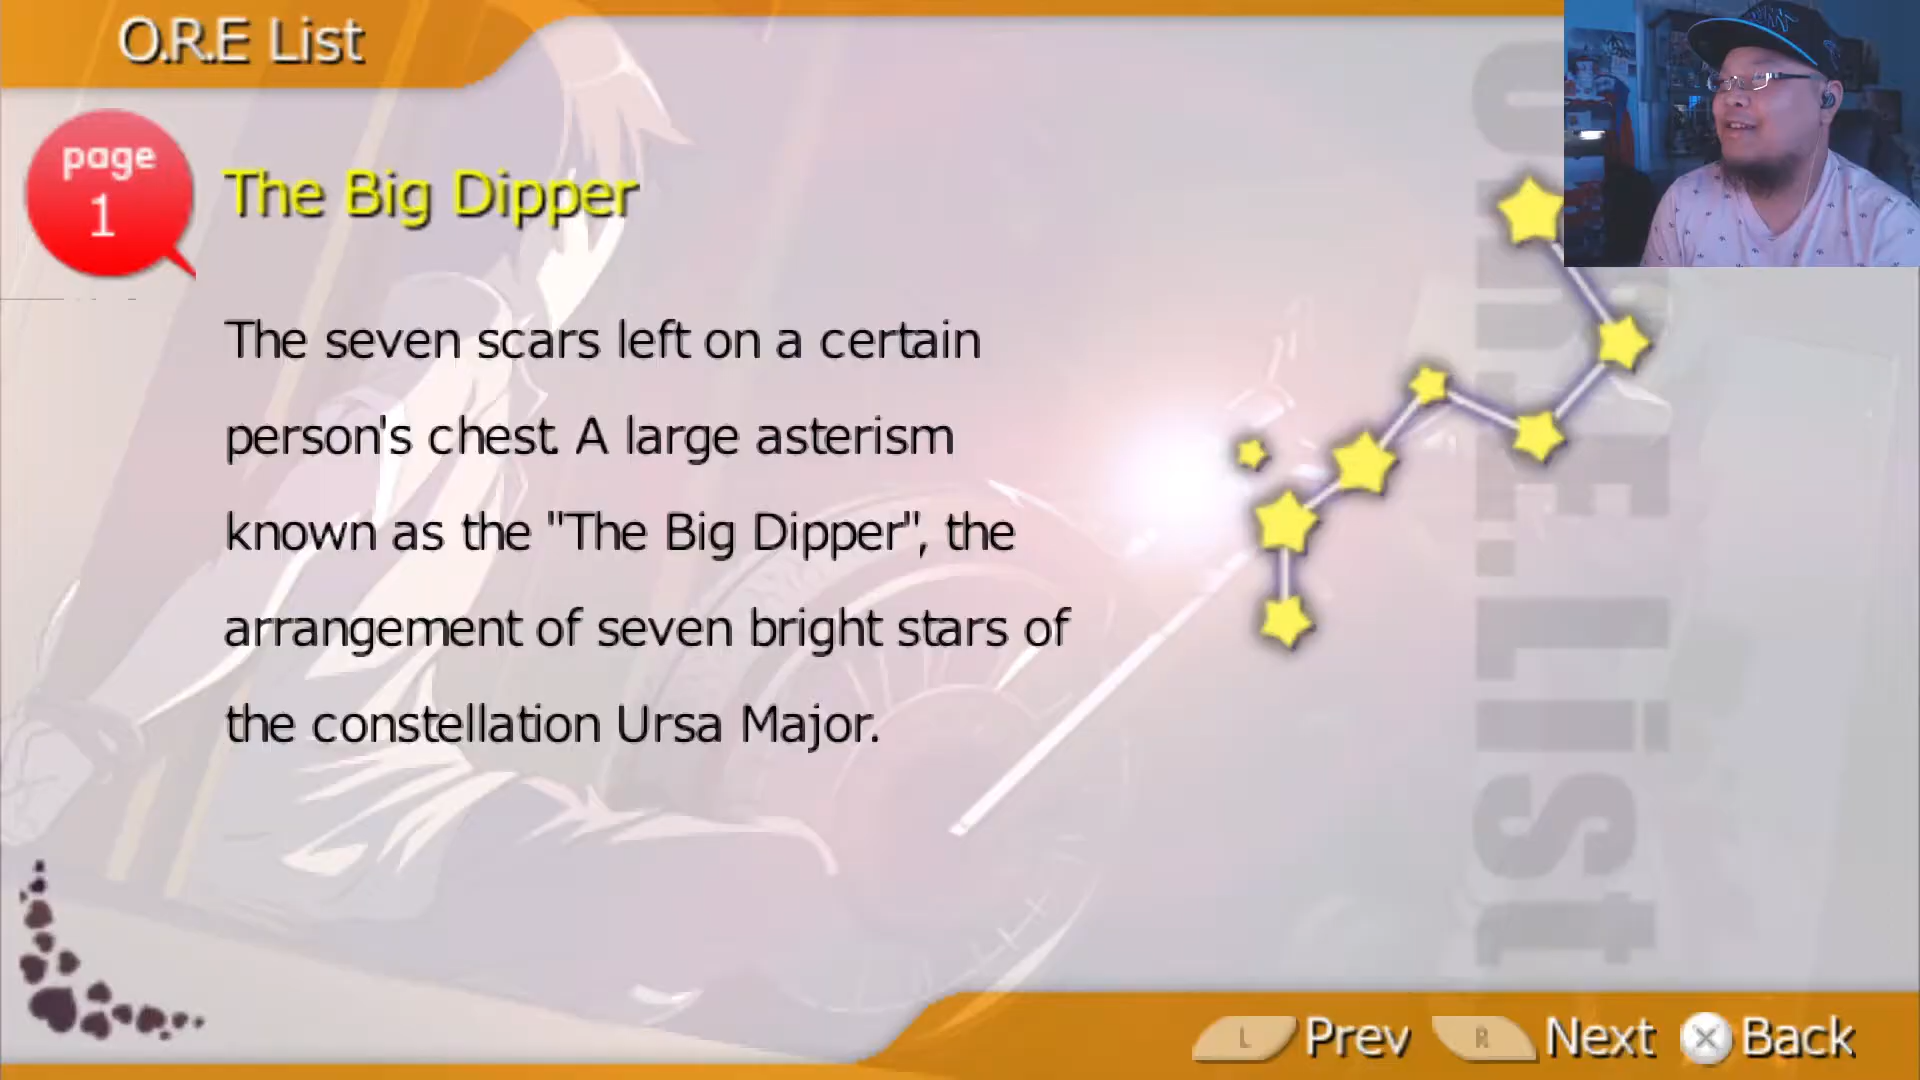 O.R.E List
page
1
The Big Dipper
The seven scars left on a certain
person's chest. A large asterism
known as the "The Big Dipper", the
arrangement of seven bright stars of
the constellation Ursa Major.
L Prev R Next X Back